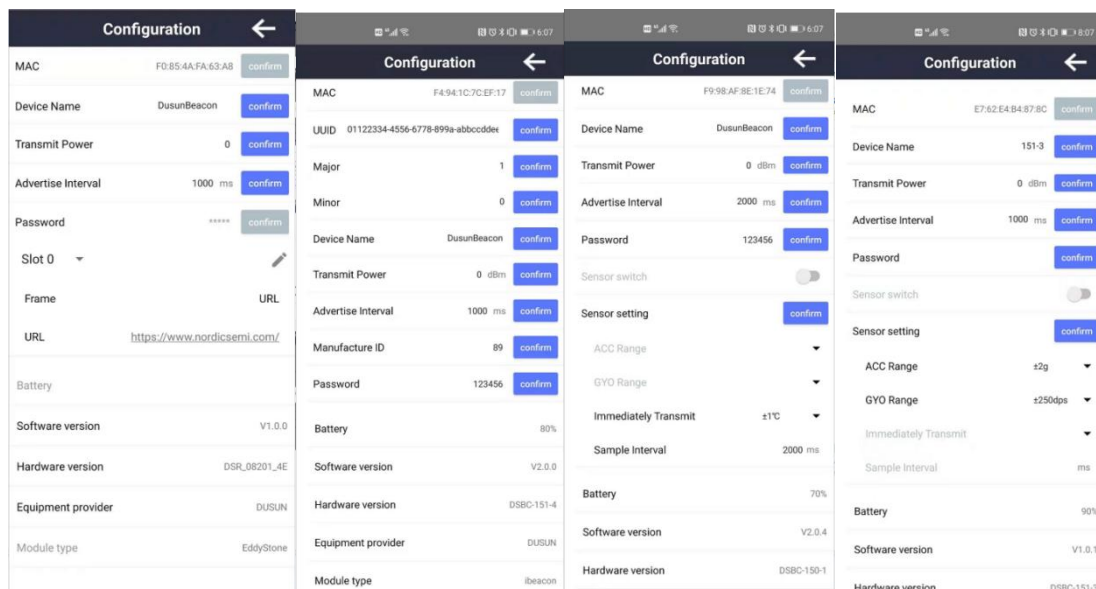 Configuration
MAC F0:85:4A:FA:63:A8 confirm
Device Name DusunBeacon confirm
Transmit Power 0 confirm
Advertise Interval 1000 ms confirm
Password ***** confirm
Slot 0
Frame URL
URL https://www.nordicsemi.com/
Battery
Software version V1.0.0
Hardware version DSR_08201_4E
Equipment provider DUSUN
Module type EddyStone
6:07
Configuration
MAC F4:94:1C:7C:EF:17 confirm
UUID 01122334-4556-6778-899a-abbccddee confirm
Major 1 confirm
Minor 0 confirm
Device Name DusunBeacon confirm
Transmit Power 0 dBm confirm
Advertise Interval 1000 ms confirm
Manufacture ID 89 confirm
Password 123456 confirm
Battery 80%
Software version V2.0.0
Hardware version DSBC-151-4
Equipment provider DUSUN
Module type ibeacon
6:07
Configuration
MAC F9:98:AF:8E:1E:74 confirm
Device Name DusunBeacon confirm
Transmit Power 0 dBm confirm
Advertise Interval 2000 ms confirm
Password 123456 confirm
Sensor switch
Sensor setting confirm
ACC Range
GYO Range
Immediately Transmit ±1℃
Sample Interval 2000 ms
Battery 70%
Software version V2.0.4
Hardware version DSBC-150-1
8:07
Configuration
MAC E7:62:E4:B4:87:8C confirm
Device Name 151-3 confirm
Transmit Power 0 dBm confirm
Advertise Interval 1000 ms confirm
Password confirm
Sensor switch
Sensor setting confirm
ACC Range ±2g
GYO Range ±250dps
Immediately Transmit
Sample Interval ms
Battery 90%
Software version V1.0.1
Hardware version